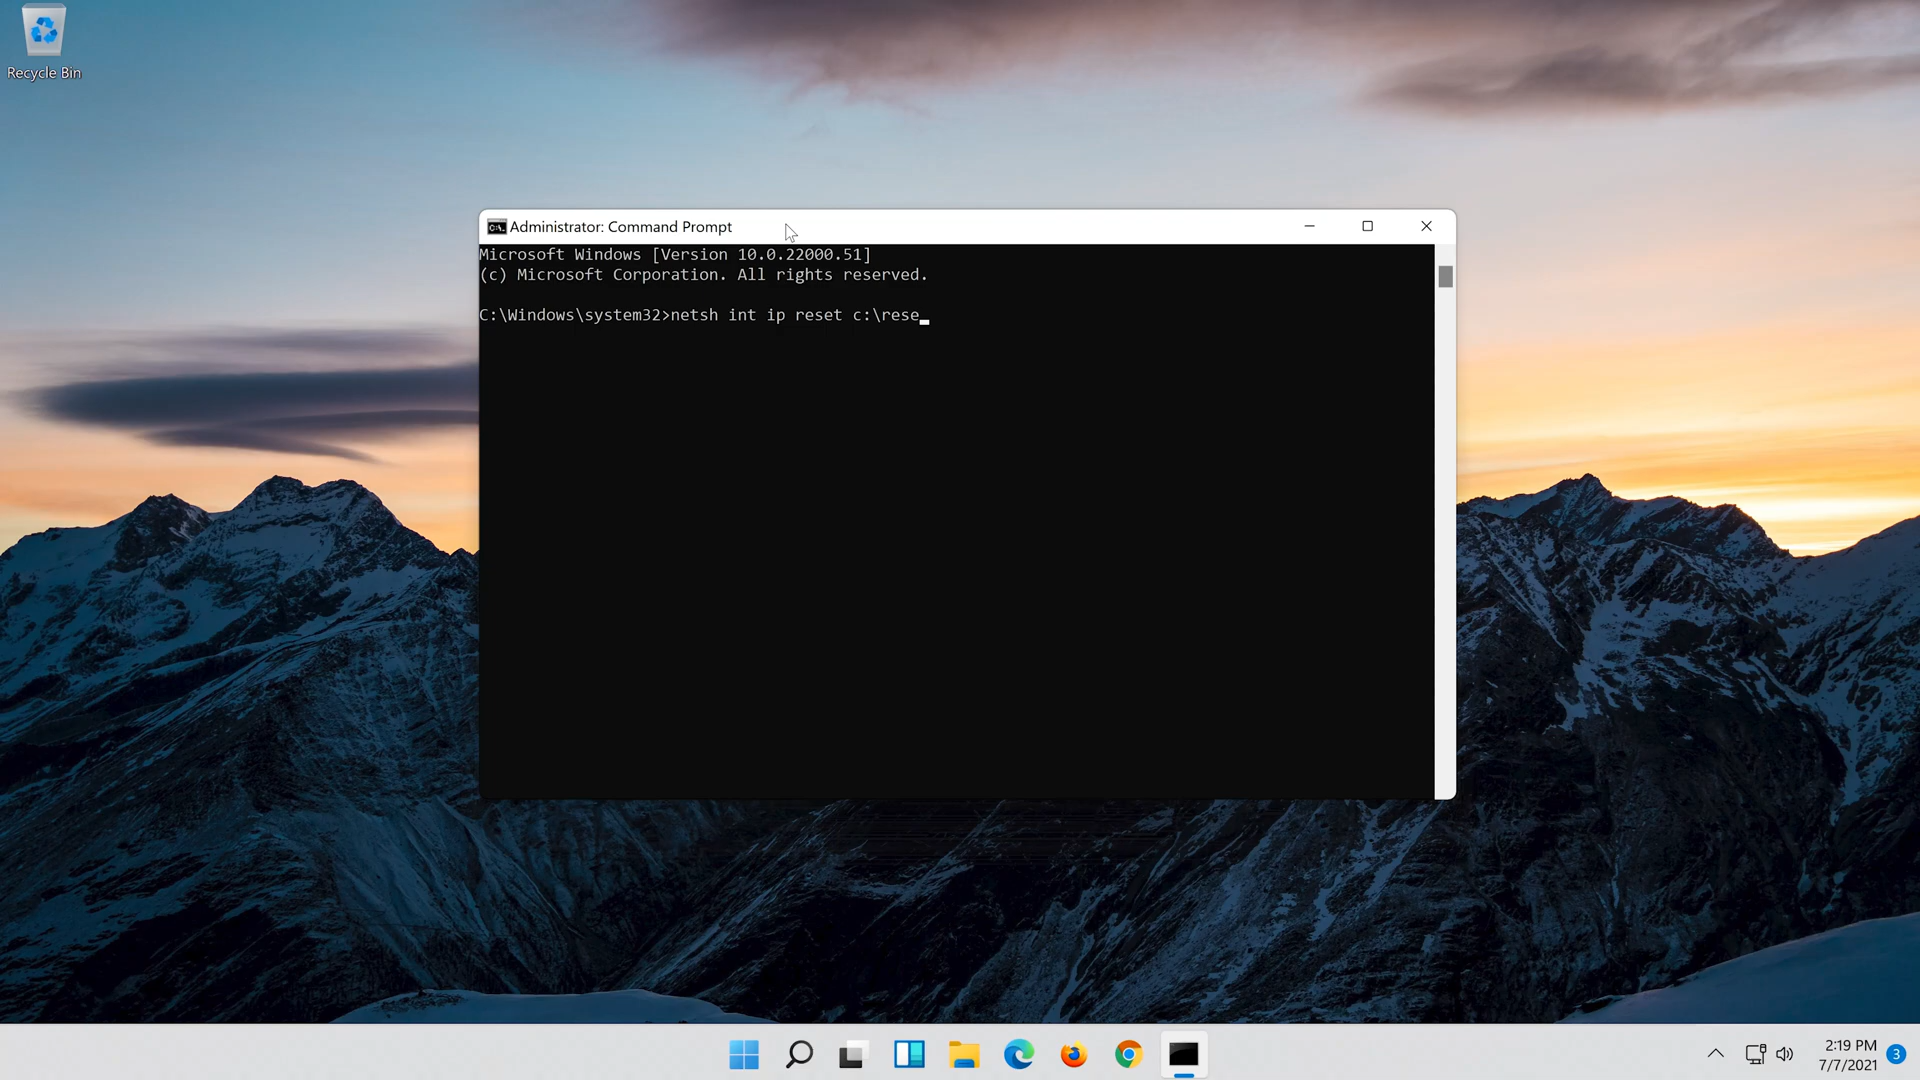 Recycle Bin
Administrator: Command Prompt
Microsoft Windows [Version 10.0.22000.51]
(c) Microsoft Corporation. All rights reserved.
C:\Windows\system32>netsh int ip reset c:\rese
2:19 PM
7/7/2021
3